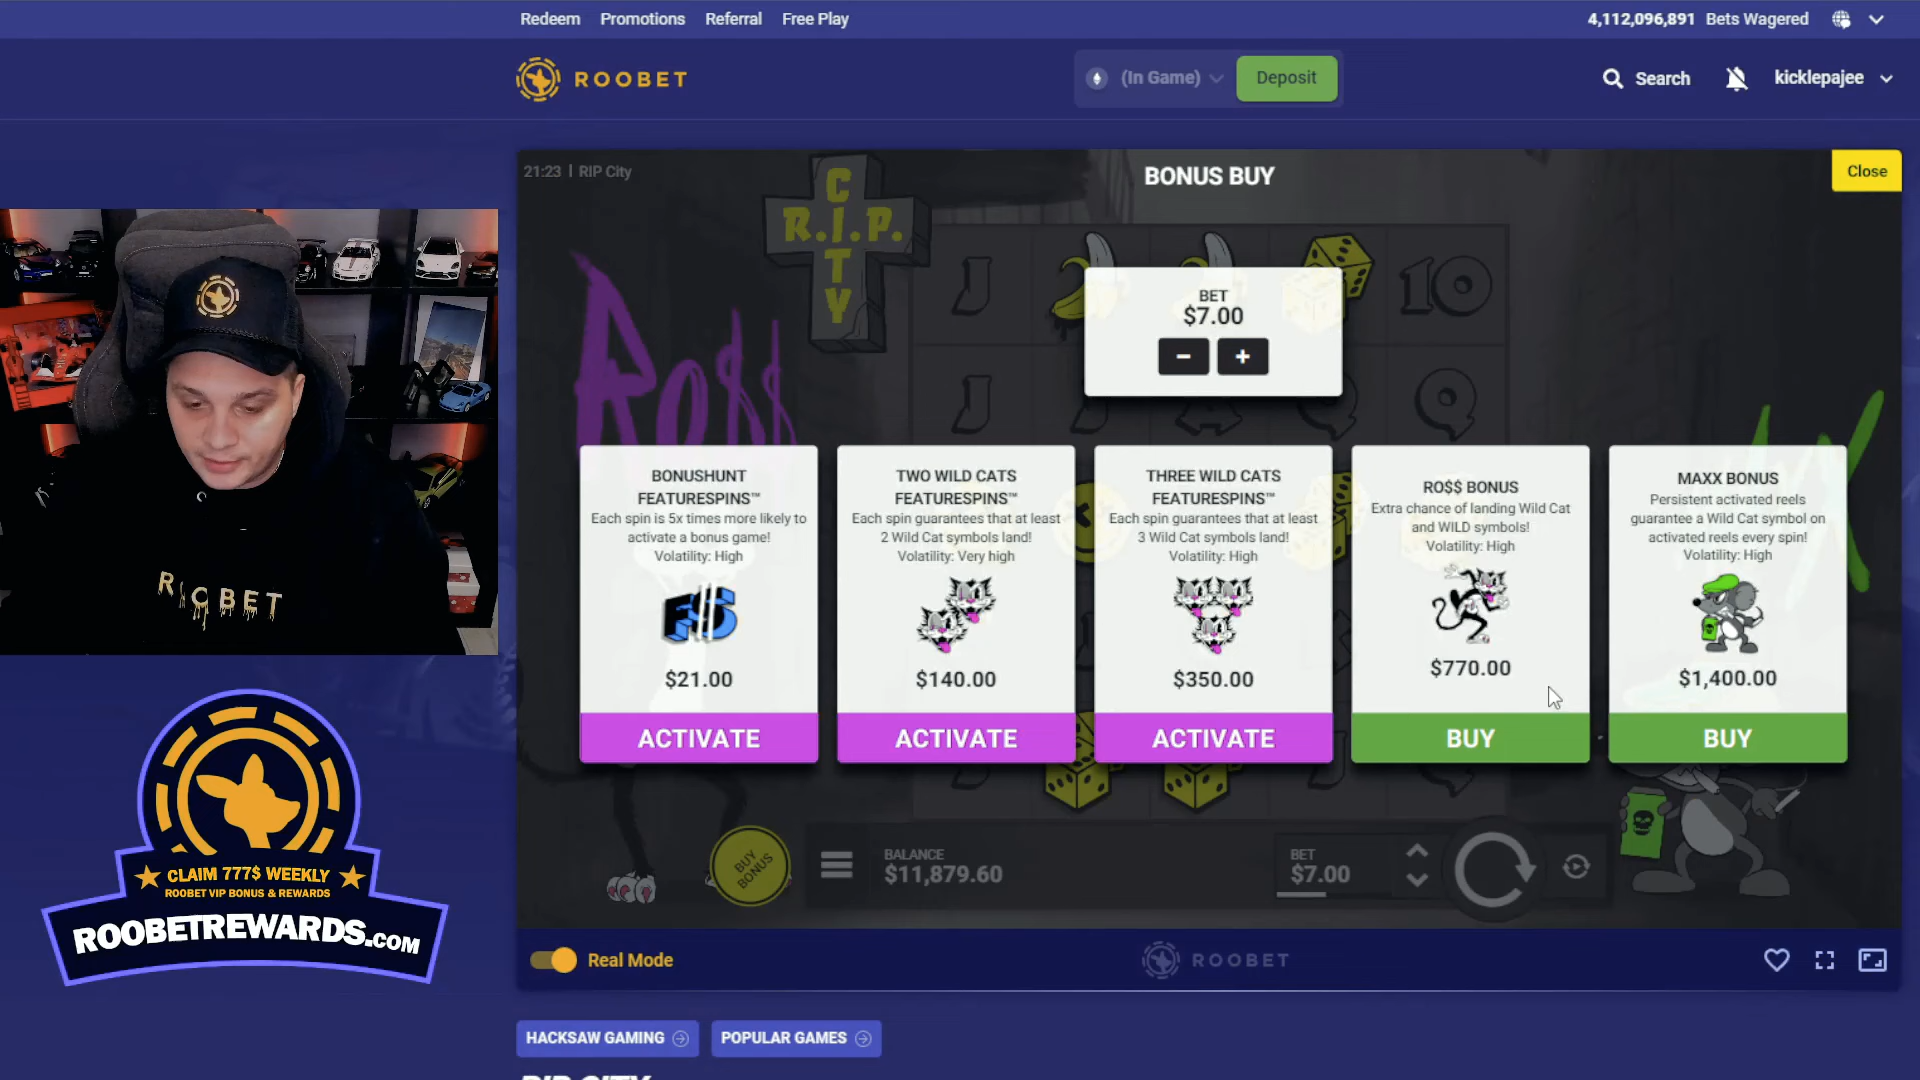 Redeem Promotions Referral Free Play
4,112,096,891 Bets Wagered
ROOBET
(In Game)
Deposit
Search
kicklepajee
21:23 | RIP City
BONUS BUY
Close
CITY
R.I.P.
Ro$$
J
10
BET
$7.00
− +
J
Q
Q
BONUSHUNT
FEATURESPINS™
Each spin is 5x times more likely to
activate a bonus game!
Volatility: High
FS
$21.00
ACTIVATE
TWO WILD CATS
FEATURESPINS™
Each spin guarantees that at least
2 Wild Cat symbols land!
Volatility: Very high
$140.00
ACTIVATE
THREE WILD CATS
FEATURESPINS™
Each spin guarantees that at least
3 Wild Cat symbols land!
Volatility: High
$350.00
ACTIVATE
RO$$ BONUS
Extra chance of landing Wild Cat
and WILD symbols!
Volatility: High
$770.00
BUY
MAXX BONUS
Persistent activated reels
guarantee a Wild Cat symbol on
activated reels every spin!
Volatility: High
$1,400.00
BUY
ROOBET
BUY
BONUS
BALANCE
$11,879.60
BET
$7.00
CLAIM 777$ WEEKLY
ROOBET VIP BONUS & REWARDS
ROOBETREWARDS.COM
Real Mode
ROOBET
HACKSAW GAMING
POPULAR GAMES
RIP CITY